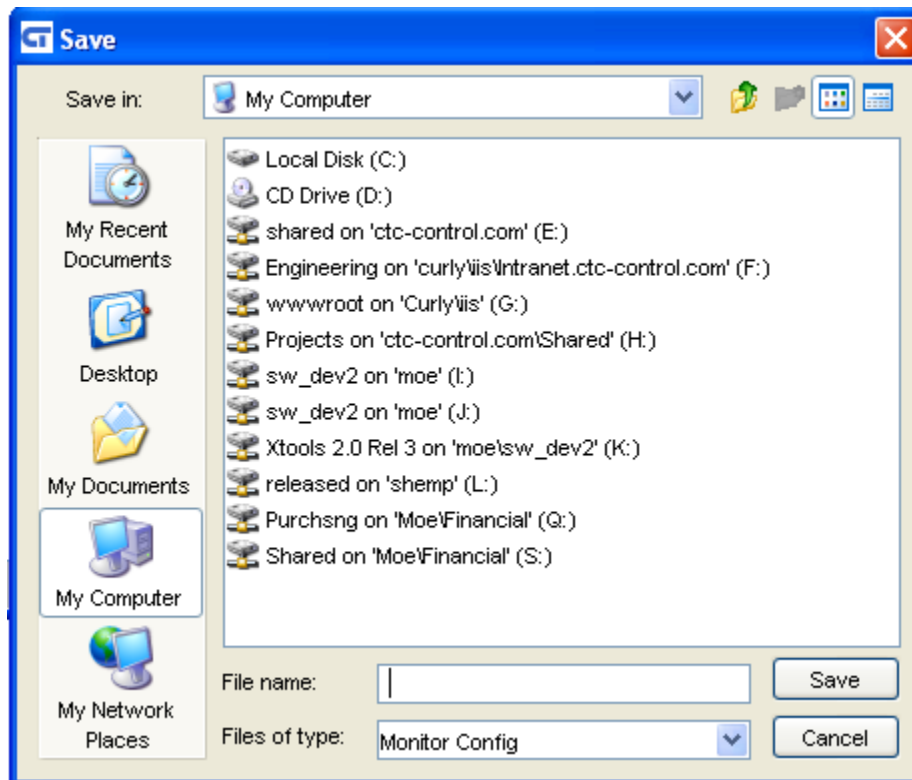 Save
Save in:
My Computer
My Recent
Documents
Desktop
My Documents
My Computer
My Network
Places
Local Disk (C:)
CD Drive (D:)
shared on 'ctc-control.com' (E:)
Engineering on 'curly\iis\Intranet.ctc-control.com' (F:)
wwwroot on 'Curly\iis' (G:)
Projects on 'ctc-control.com\Shared' (H:)
sw_dev2 on 'moe' (I:)
sw_dev2 on 'moe' (J:)
Xtools 2.0 Rel 3 on 'moe\sw_dev2' (K:)
released on 'shemp' (L:)
Purchsng on 'Moe\Financial' (Q:)
Shared on 'Moe\Financial' (S:)
File name:
Save
Files of type:
Monitor Config
Cancel